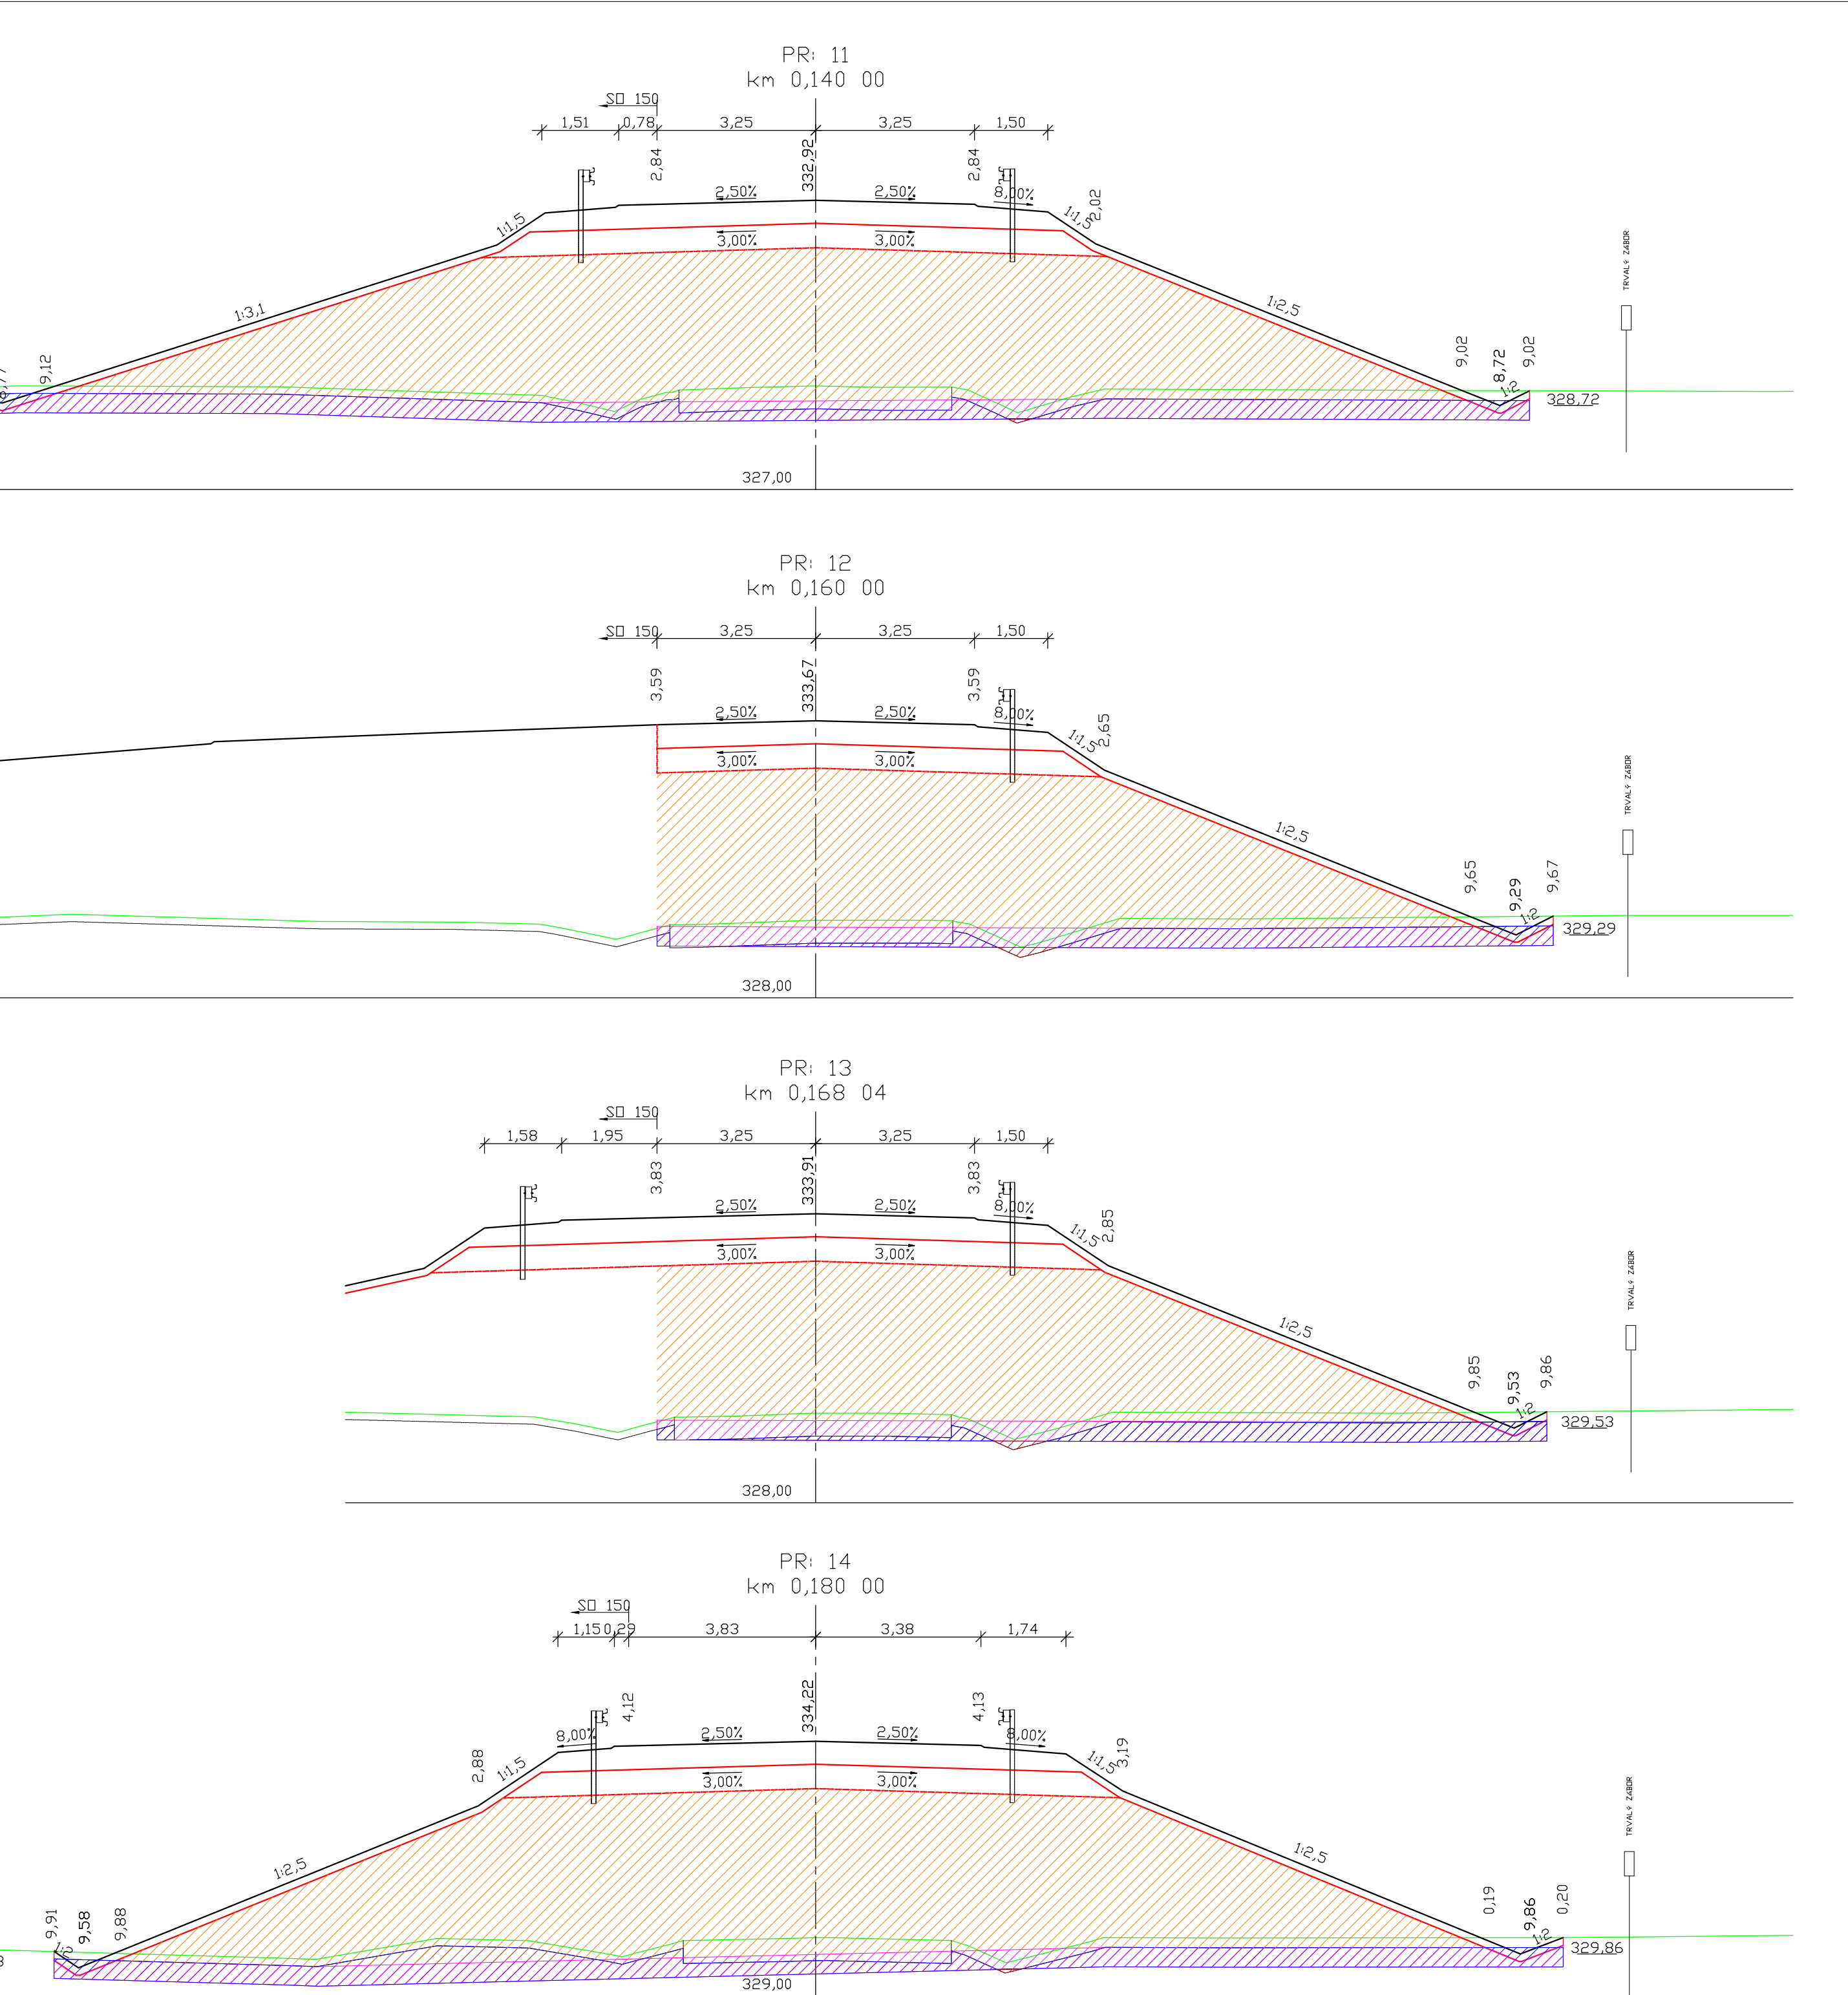 PR: 11
km 0,140 00
SO 150
1,51 0,78 3,25 3,25 1,50
2,84 332,92 2,84
2,50% 2,50% 8,00%
2,02
1:1,5 1:1,5
3,00% 3,00%
TRVALÝ ZÁBOR
1:3,1 1:2,5
9,12 9,02 8,72 9,02
1:2
328,72
327,00
PR: 12
km 0,160 00
SO 150 3,25 3,25 1,50
3,59 333,67 3,59
2,50% 2,50% 8,00%
2,65
1:1,5
3,00% 3,00%
TRVALÝ ZÁBOR
1:2,5
9,65 9,29 9,67
1:2
329,29
328,00
PR: 13
km 0,168 04
SO 150
1,58 1,95 3,25 3,25 1,50
3,83 333,91 3,83
2,50% 2,50% 8,00%
2,85
1:1,5
3,00% 3,00%
TRVALÝ ZÁBOR
1:2,5
9,85 9,53 9,86
1:2
329,53
328,00
PR: 14
km 0,180 00
SO 150
1,15 0,29 3,83 3,38 1,74
4,12 334,22 4,13
8,00% 2,50% 2,50% 8,00%
2,88 3,19
1:1,5 1:1,5
3,00% 3,00%
TRVALÝ ZÁBOR
1:2,5 1:2,5
9,91 9,58 9,88 0,19 9,86 0,20
1:2 1:2
329,86
329,00